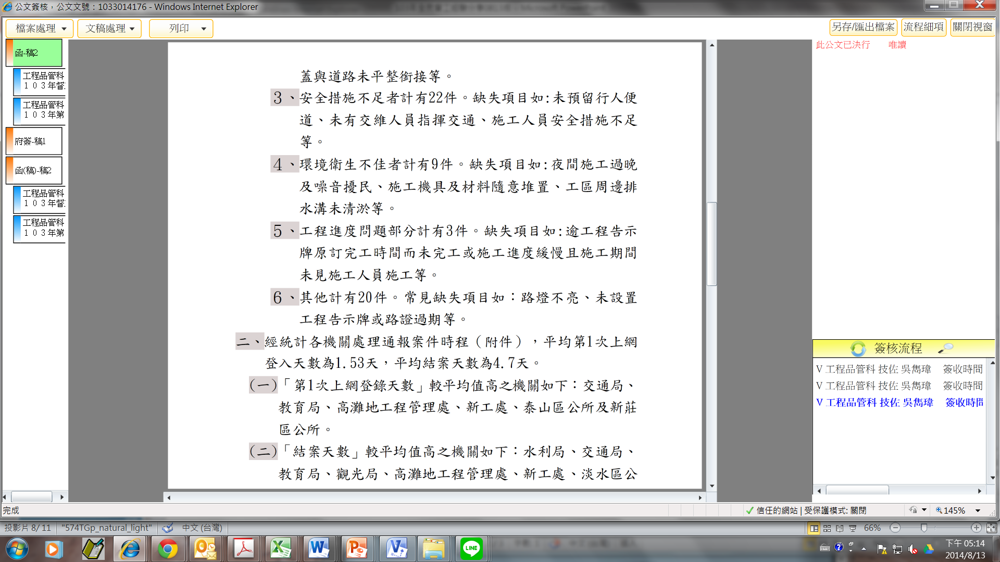 公文簽核，公文文號：1033014176 - Windows Internet Explorer
檔案處理
文稿處理
列印
另存/匯出檔案
流程細項
關閉視窗
函-稿2
工程品管科
１０３年督
工程品管科
１０３年第
府簽-稿1
函(稿)-稿2
工程品管科
１０３年督
工程品管科
１０３年第
蓋與道路未平整銜接等。
3、安全措施不足者計有22件。缺失項目如:未預留行人便
道、未有交維人員指揮交通、施工人員安全措施不足
等。
4、環境衛生不佳者計有9件。缺失項目如:夜間施工過晚
及噪音擾民、施工機具及材料隨意堆置、工區周邊排
水溝未清淤等。
5、工程進度問題部分計有3件。缺失項目如:逾工程告示
牌原訂完工時間而未完工或施工進度緩慢且施工期間
未見施工人員施工等。
6、其他計有20件。常見缺失項目如：路燈不亮、未設置
工程告示牌或路證過期等。
二、經統計各機關處理通報案件時程（附件），平均第1次上網
登入天數為1.53天，平均結案天數為4.7天。
(一)「第1次上網登錄天數」較平均值高之機關如下：交通局、
教育局、高灘地工程管理處、新工處、泰山區公所及新莊
區公所。
(二)「結案天數」較平均值高之機關如下：水利局、交通局、
教育局、觀光局、高灘地工程管理處、新工處、淡水區公
此公文已決行 唯讀
簽核流程
V 工程品管科 技佐 吳雋瑋 簽收時間
V 工程品管科 技佐 吳雋瑋 簽收時間
V 工程品管科 技佐 吳雋瑋 簽收時間
完成
信任的網站 | 受保護模式: 關閉
145%
投影片 8/ 11
"574TGp_natural_light"
中文 (台灣)
66%
LINE
下午 05:14
2014/8/13